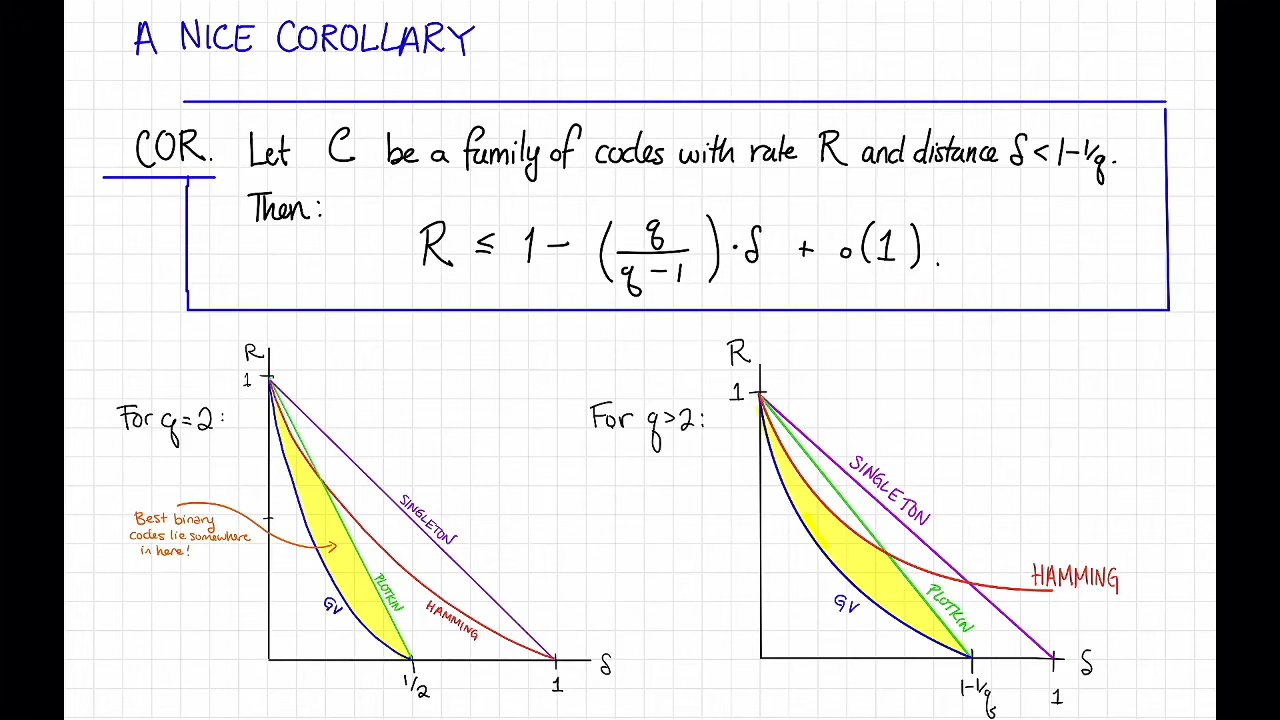 A NICE COROLLARY
COR. Let C be a family of codes with rate R and distance δ < 1-1/q.
Then:
R ≤ 1 - (q/(q-1)) · δ + o(1).
For q=2:
R
1
Best binary
codes lie somewhere
in here!
SINGLETON
PLOTKIN
HAMMING
GV
1/2
1
δ
For q>2:
R
1
SINGLETON
HAMMING
PLOTKIN
GV
1-1/q
1
δ